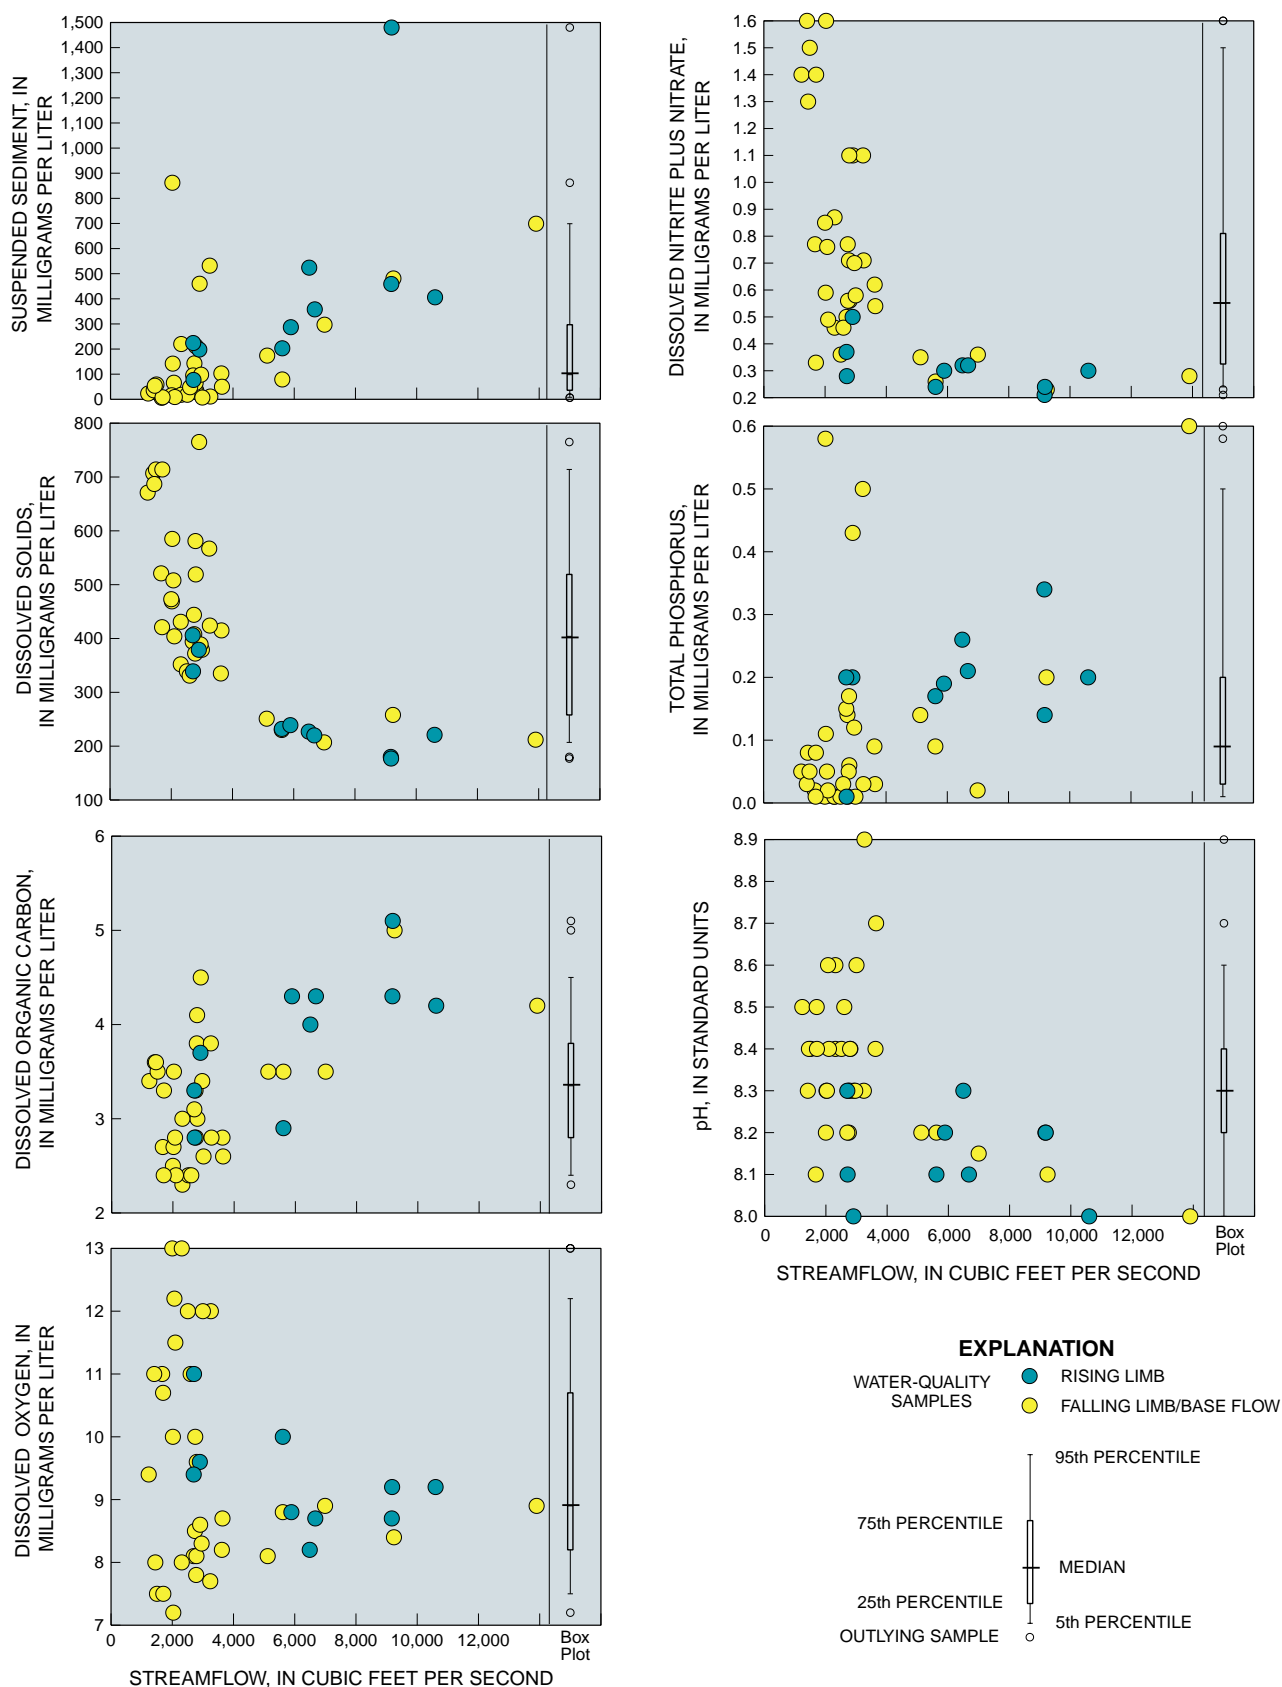 SUSPENDED SEDIMENT, IN
MILLIGRAMS PER LITER
1,500
1,400
1,300
1,200
1,100
1,000
900
800
700
600
500
400
300
200
100
0
DISSOLVED SOLIDS,
IN MILLIGRAMS PER LITER
800
700
600
500
400
300
200
100
DISSOLVED ORGANIC CARBON,
IN MILLIGRAMS PER LITER
6
5
4
3
2
DISSOLVED OXYGEN, IN
MILLIGRAMS PER LITER
13
12
11
10
9
8
7
0 2,000 4,000 6,000 8,000 10,000 12,000 Box
Plot
STREAMFLOW, IN CUBIC FEET PER SECOND
DISSOLVED NITRITE PLUS NITRATE,
IN MILLIGRAMS PER LITER
1.6
1.5
1.4
1.3
1.2
1.1
1.0
0.9
0.8
0.7
0.6
0.5
0.4
0.3
0.2
TOTAL PHOSPHORUS,
IN MILLIGRAMS PER LITER
0.6
0.5
0.4
0.3
0.2
0.1
0.0
pH, IN STANDARD UNITS
8.9
8.8
8.7
8.6
8.5
8.4
8.3
8.2
8.1
8.0
0 2,000 4,000 6,000 8,000 10,000 12,000 Box
Plot
STREAMFLOW, IN CUBIC FEET PER SECOND
EXPLANATION
WATER-QUALITY
SAMPLES
RISING LIMB
FALLING LIMB/BASE FLOW
95th PERCENTILE
75th PERCENTILE
MEDIAN
25th PERCENTILE
5th PERCENTILE
OUTLYING SAMPLE